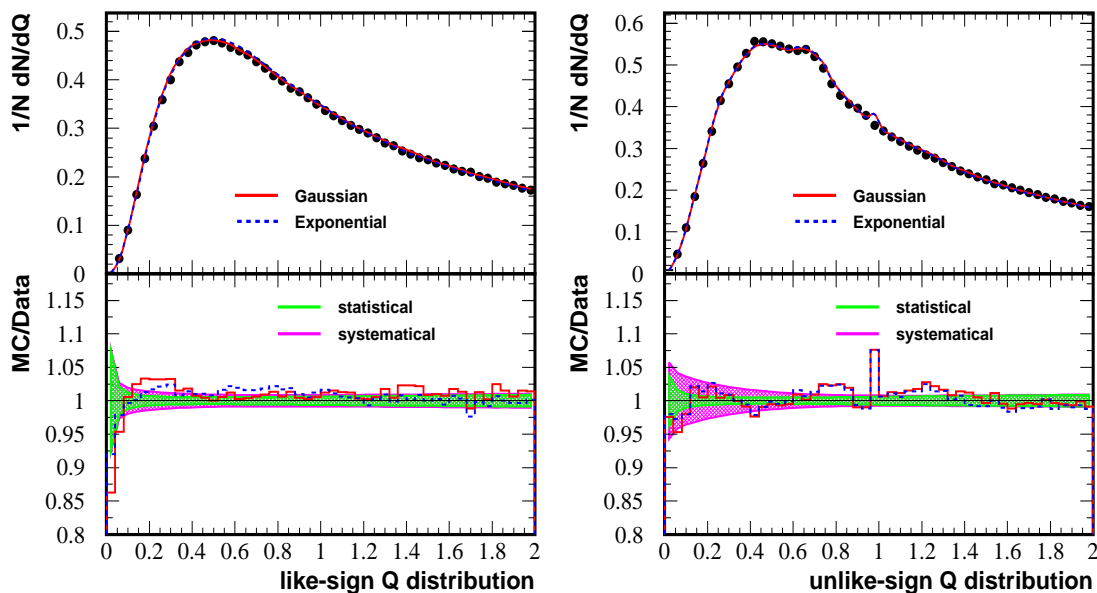 1/N dN/dQ
0.5
0.4
0.3
0.2
0.1
0
Gaussian
Exponential
MC/Data
1.15
1.1
1.05
1
0.95
0.9
0.85
0.8
statistical
systematical
0 0.2 0.4 0.6 0.8 1 1.2 1.4 1.6 1.8 2
like-sign Q distribution
1/N dN/dQ
0.6
0.5
0.4
0.3
0.2
0.1
0
Gaussian
Exponential
MC/Data
1.15
1.1
1.05
1
0.95
0.9
0.85
0.8
statistical
systematical
0 0.2 0.4 0.6 0.8 1 1.2 1.4 1.6 1.8 2
unlike-sign Q distribution